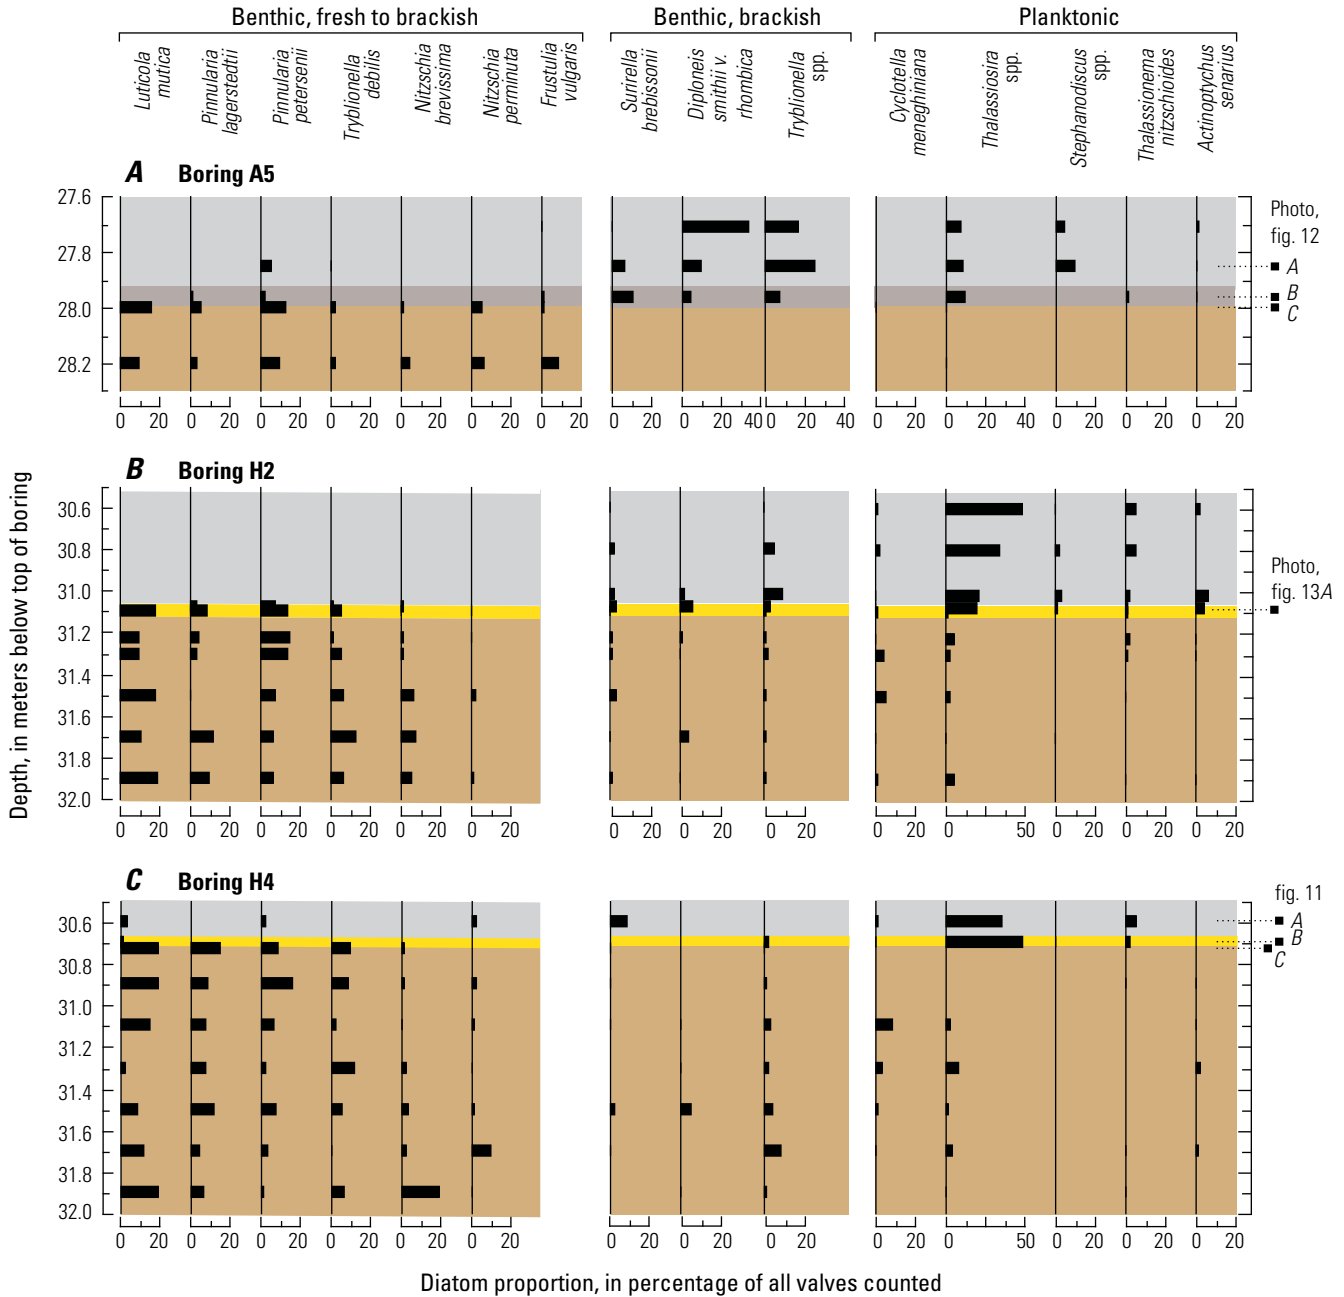 Benthic, fresh to brackish
Benthic, brackish
Planktonic
Luticola
mutica
Pinnularia
lagerstedtii
Pinnularia
petersenii
Tryblionella
debilis
Nitzschia
brevissima
Nitzschia
perminuta
Frustulia
vulgaris
Surirella
brebissonii
Diploneis
smithii v.
rhombica
Tryblionella
spp.
Cyclotella
meneghiniana
Thalassiosira
spp.
Stephanodiscus
spp.
Thalassionema
nitzschioides
Actinoptychus
senarius
A Boring A5
27.6
27.8
28.0
28.2
Photo,
fig. 12
A
B
C
0 20 0 20 0 20 0 20 0 20 0 20 0 20 0 20 0 20 40 0 20 40 0 20 0 50 0 20 0 20 0 20
B Boring H2
30.6
30.8
31.0
31.2
31.4
31.6
31.8
32.0
Photo,
fig. 13A
0 20 0 20 0 20 0 20 0 20 0 20 0 20 0 20 0 20 0 20 0 50 0 20 0 20 0 20
C Boring H4
30.6
30.8
31.0
31.2
31.4
31.6
31.8
32.0
fig. 11
A
B
C
0 20 0 20 0 20 0 20 0 20 0 20 0 20 0 20 0 20 0 20 0 50 0 20 0 20 0 20
Depth, in meters below top of boring
Diatom proportion, in percentage of all valves counted